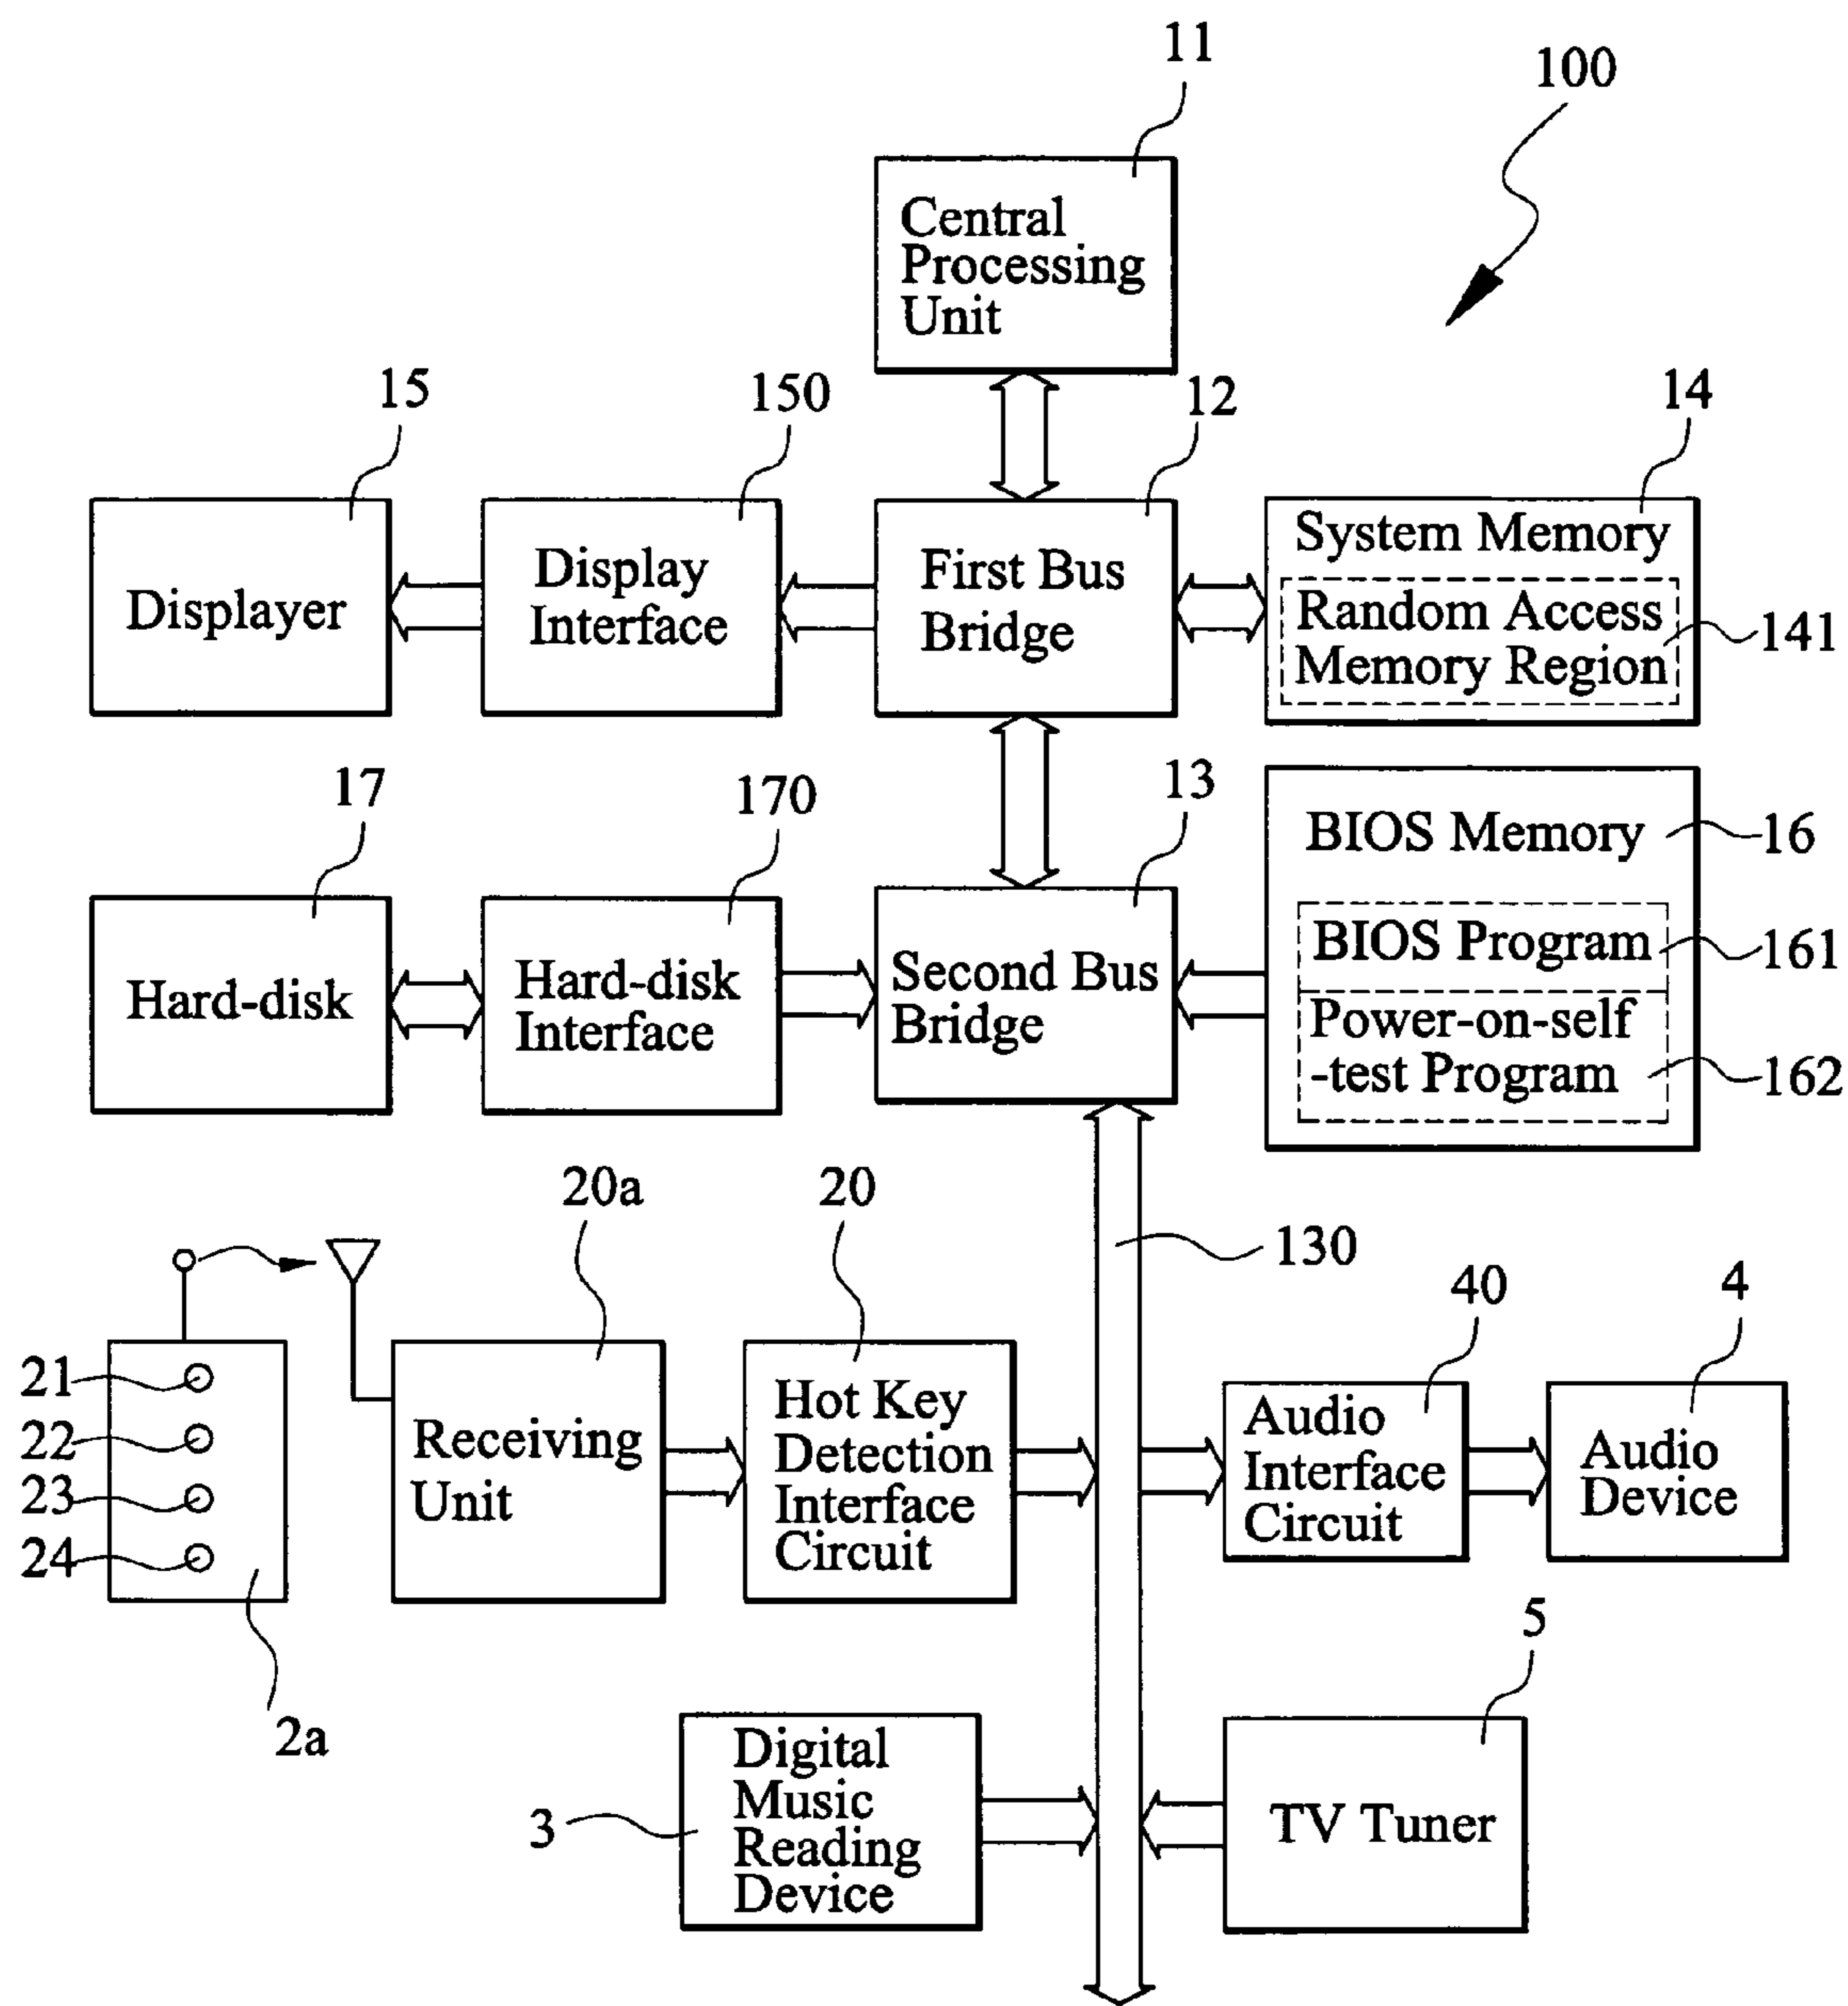 11
100
Central
Processing
Unit
15
150
12
14
Displayer
Display
Interface
First Bus
Bridge
System Memory
Random Access
Memory Region
141
17
170
13
Hard-disk
Hard-disk
Interface
Second Bus
Bridge
BIOS Memory
16
BIOS Program
161
Power-on-self
-test Program
162
20a
20
130
40
4
21
22
23
24
2a
Receiving
Unit
Hot Key
Detection
Interface
Circuit
Audio
Interface
Circuit
Audio
Device
5
3
Digital
Music
Reading
Device
TV Tuner